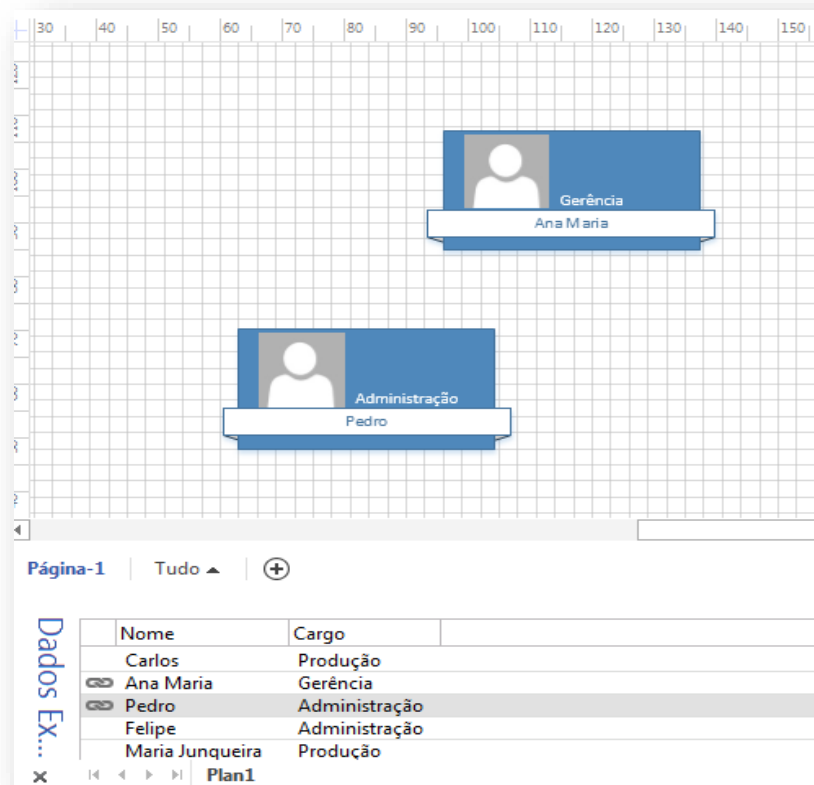 30 40 50 60 70 80 90 100 110 120 130 140 150
Gerência
Ana Maria
Administração
Pedro
Página-1 Tudo
Dados Ex...
Nome Cargo
Carlos Produção
Ana Maria Gerência
Pedro Administração
Felipe Administração
Maria Junqueira Produção
Plan1